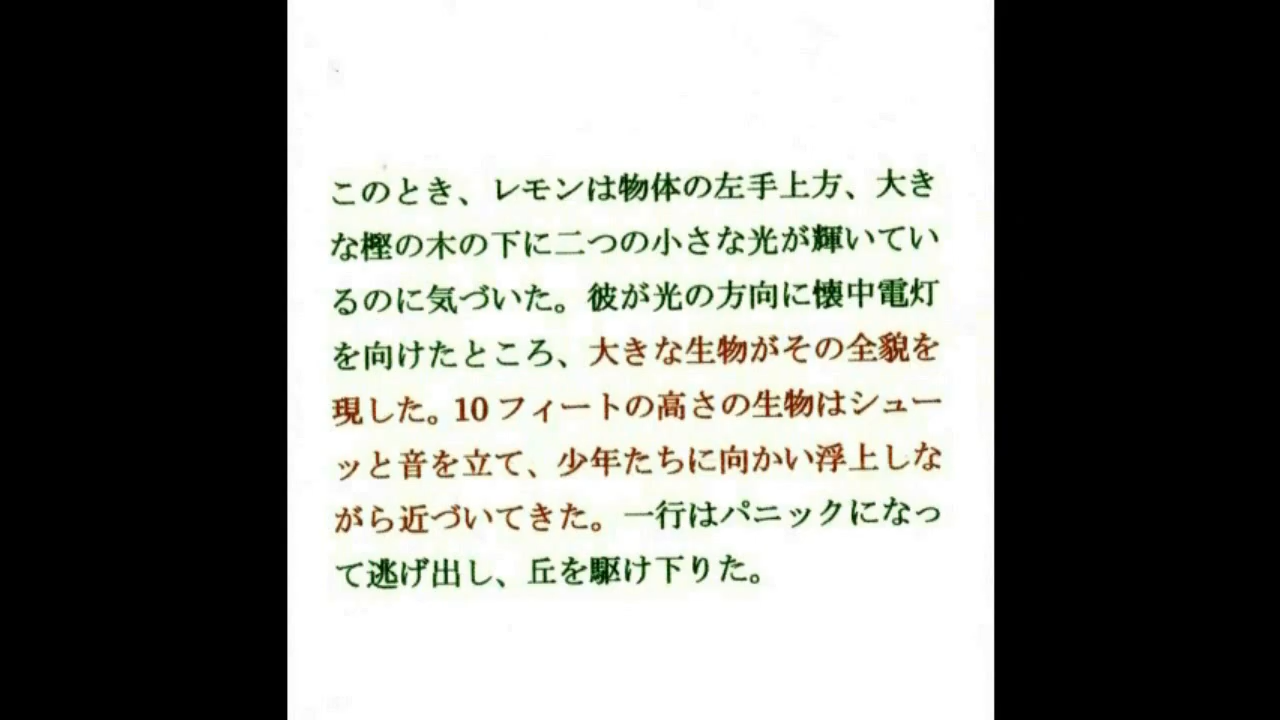 このとき、レモンは物体の左手上方、大き
な樫の木の下に二つの小さな光が輝いてい
るのに気づいた。彼が光の方向に懐中電灯
を向けたところ、大きな生物がその全貌を
現した。10フィートの高さの生物はシュー
ッと音を立て、少年たちに向かい浮上しな
がら近づいてきた。一行はパニックになっ
て逃げ出し、丘を駆け下りた。